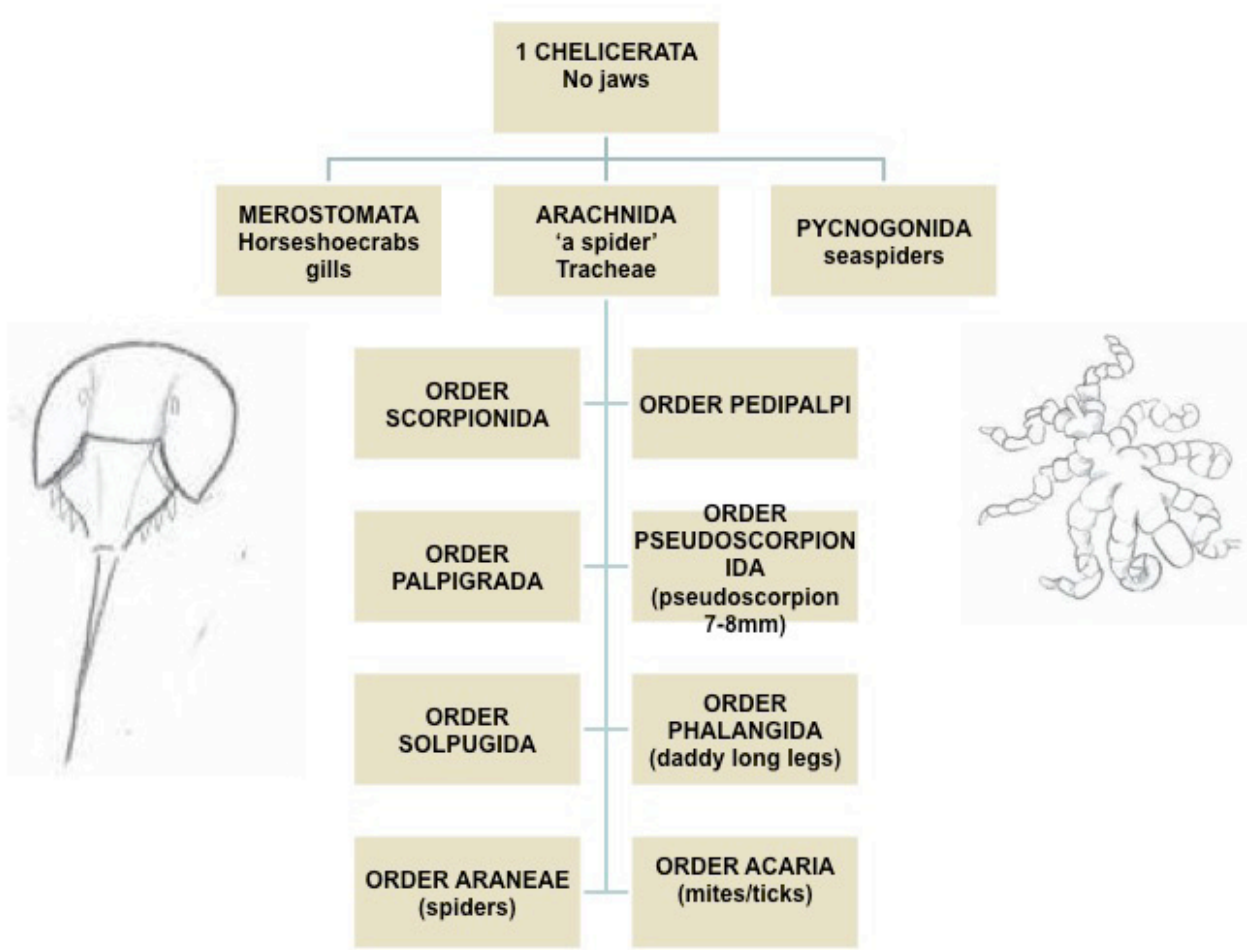 1 CHELICERATA
No jaws
MEROSTOMATA
Horseshoecrabs
gills
ARACHNIDA
‘a spider’
Tracheae
PYCNOGONIDA
seaspiders
ORDER
SCORPIONIDA
ORDER PEDIPALPI
ORDER
PALPIGRADA
ORDER
PSEUDOSCORPION
IDA
(pseudoscorpion
7-8mm)
ORDER
SOLPUGIDA
ORDER
PHALANGIDA
(daddy long legs)
ORDER ARANEAE
(spiders)
ORDER ACARIA
(mites/ticks)